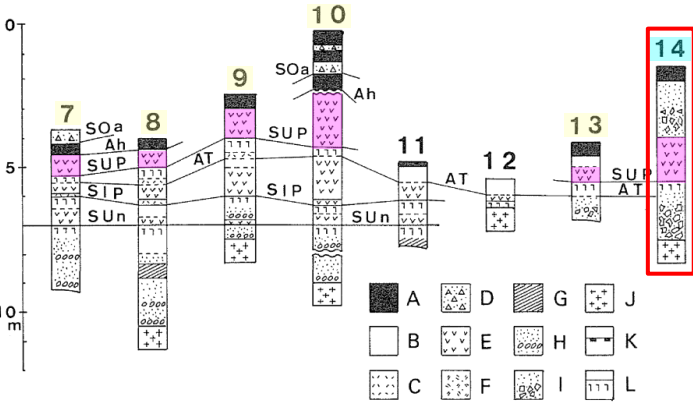 0
5
10
m
7
8
9
10
11
12
13
14
SOa
Ah
SUP
SIP
SUn
AT
SUP
SIP
SOa
Ah
SUn
AT
SUP
AT
A
D
G
J
B
E
H
K
C
F
I
L